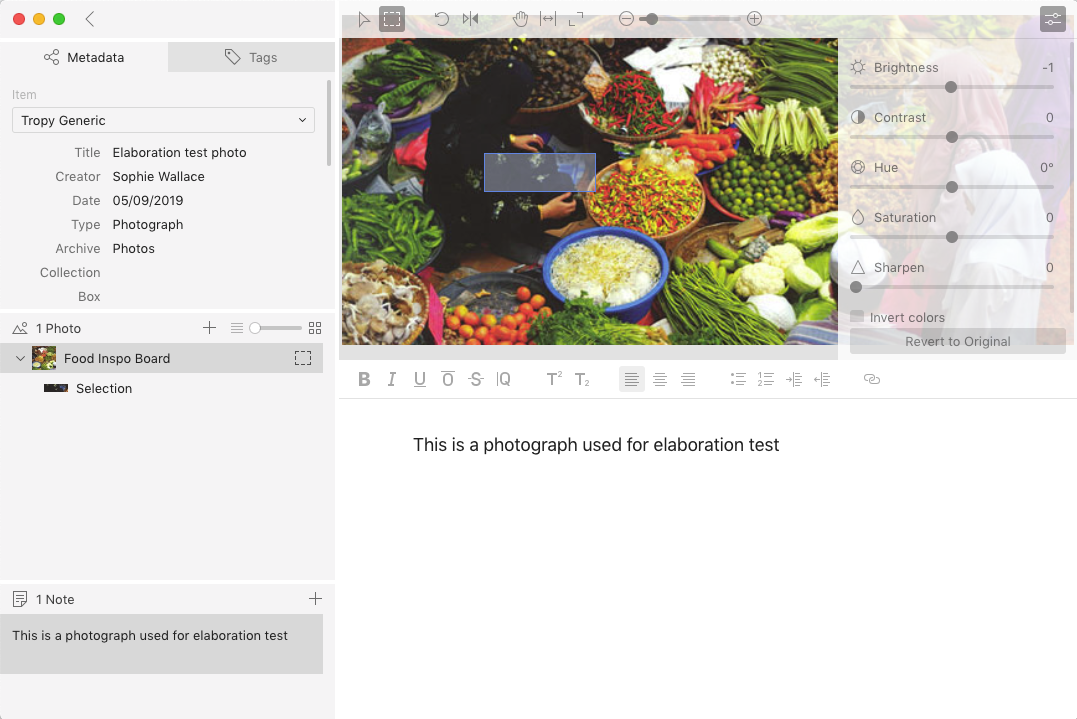 Metadata
Tags
Item
Tropy Generic
Title Elaboration test photo
Creator Sophie Wallace
Date 05/09/2019
Type Photograph
Archive Photos
Collection
Box
1 Photo
Food Inspo Board
Selection
1 Note
This is a photograph used for elaboration test
Brightness -1
Contrast 0
Hue 0°
Saturation 0
Sharpen 0
Invert colors
Revert to Original
B I U O S Q T² T₂
This is a photograph used for elaboration test